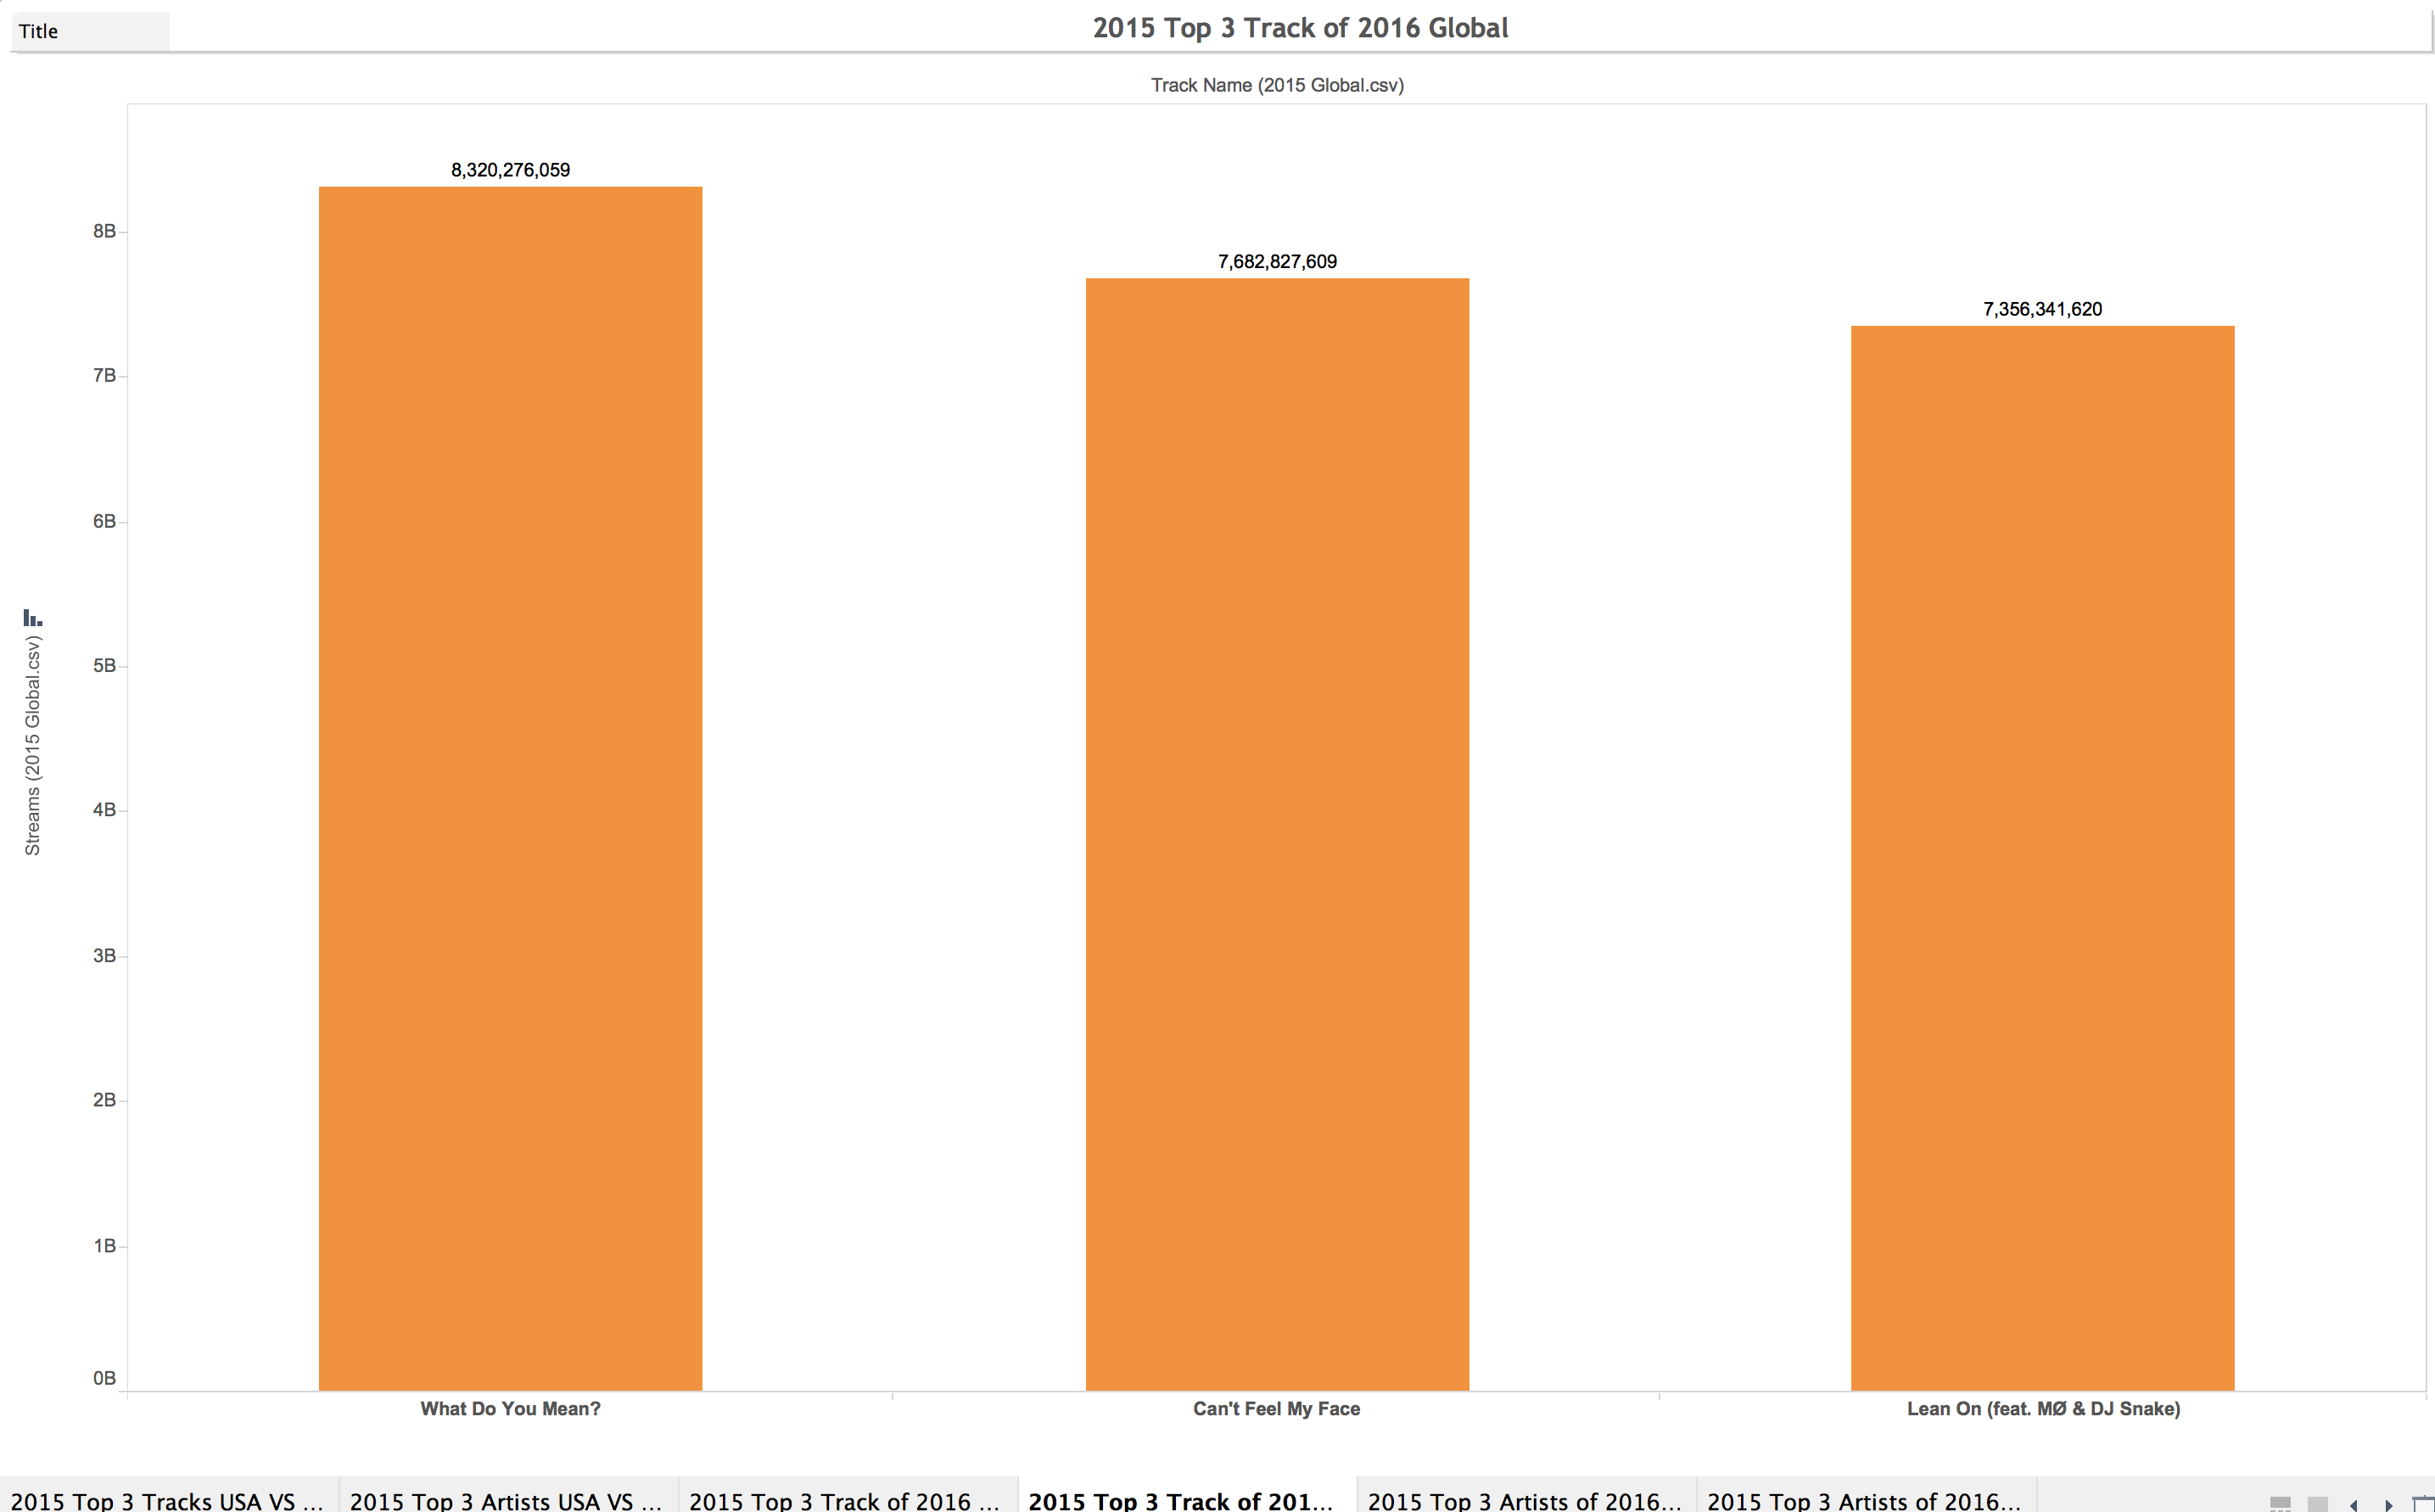 Title
2015 Top 3 Track of 2016 Global
Track Name (2015 Global.csv)
8,320,276,059
7,682,827,609
7,356,341,620
8B
7B
6B
5B
4B
3B
2B
1B
0B
Streams (2015 Global.csv)
What Do You Mean?
Can't Feel My Face
Lean On (feat. MØ & DJ Snake)
2015 Top 3 Tracks USA VS ...
2015 Top 3 Artists USA VS ...
2015 Top 3 Track of 2016 ...
2015 Top 3 Track of 201...
2015 Top 3 Artists of 2016...
2015 Top 3 Artists of 2016...